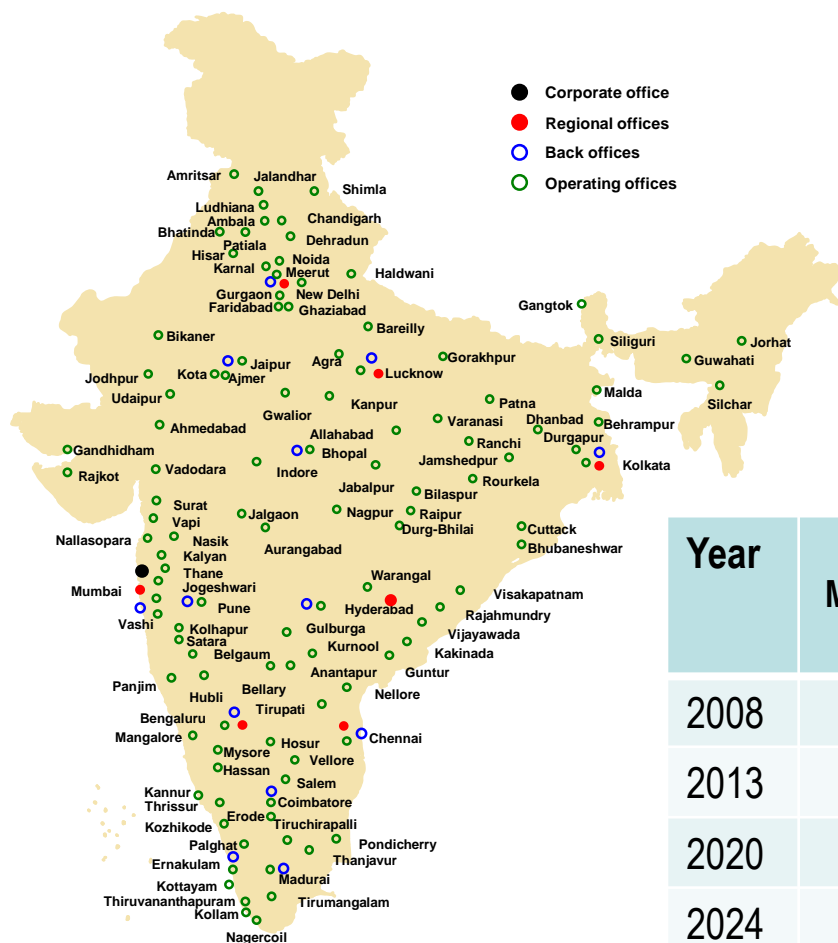 Corporate office
Regional offices
Back offices
Operating offices
Amritsar
Jalandhar
Shimla
Ludhiana
Ambala
Chandigarh
Bhatinda
Patiala
Dehradun
Hisar
Noida
Karnal
Meerut
Haldwani
Gurgaon
New Delhi
Faridabad
Ghaziabad
Gangtok
Bareilly
Bikaner
Siliguri
Jorhat
Jaipur
Agra
Gorakhpur
Guwahati
Jodhpur
Kota
Ajmer
Lucknow
Udaipur
Malda
Silchar
Gwalior
Kanpur
Patna
Ahmedabad
Varanasi
Dhanbad
Behrampur
Allahabad
Ranchi
Durgapur
Gandhidham
Bhopal
Jamshedpur
Kolkata
Rajkot
Vadodara
Indore
Jabalpur
Rourkela
Bilaspur
Surat
Jalgaon
Nagpur
Raipur
Vapi
Durg-Bhilai
Cuttack
Nallasopara
Nasik
Aurangabad
Bhubaneshwar
Kalyan
Thane
Warangal
Jogeshwari
Mumbai
Visakapatnam
Pune
Hyderabad
Rajahmundry
Vashi
Kolhapur
Gulburga
Vijayawada
Satara
Kurnool
Kakinada
Belgaum
Anantapur
Guntur
Panjim
Hubli
Bellary
Nellore
Tirupati
Bengaluru
Mangalore
Hosur
Chennai
Mysore
Vellore
Hassan
Salem
Kannur
Thrissur
Coimbatore
Erode
Kozhikode
Tiruchirapalli
Palghat
Pondicherry
Ernakulam
Thanjavur
Madurai
Kottayam
Thiruvananthapuram
Tirumangalam
Kollam
Nagercoil
Year
M
2008
2013
2020
2024